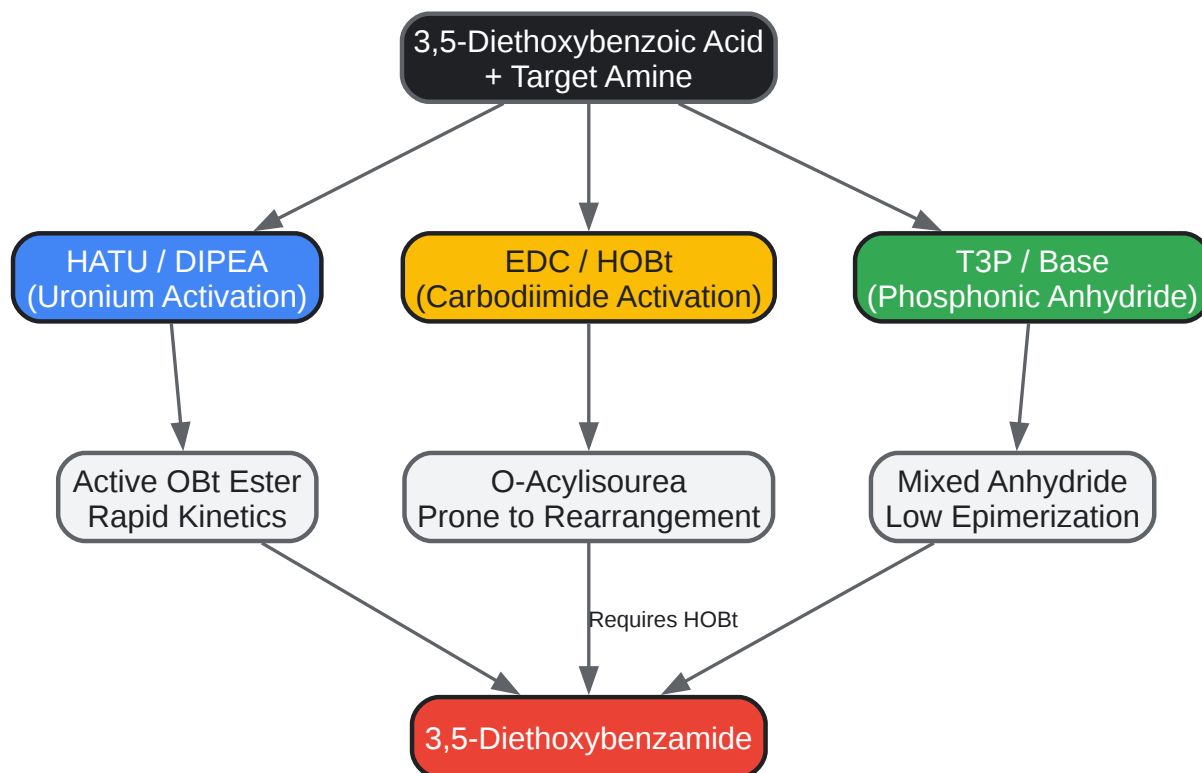 3,5-Diethoxybenzoic Acid
+ Target Amine
HATU / DIPEA
(Uronium Activation)
EDC / HOBt
(Carbodiimide Activation)
T3P / Base
(Phosphonic Anhydride)
Active OBt Ester
Rapid Kinetics
O-Acylisourea
Prone to Rearrangement
Mixed Anhydride
Low Epimerization
Requires HOBt
3,5-Diethoxybenzamide